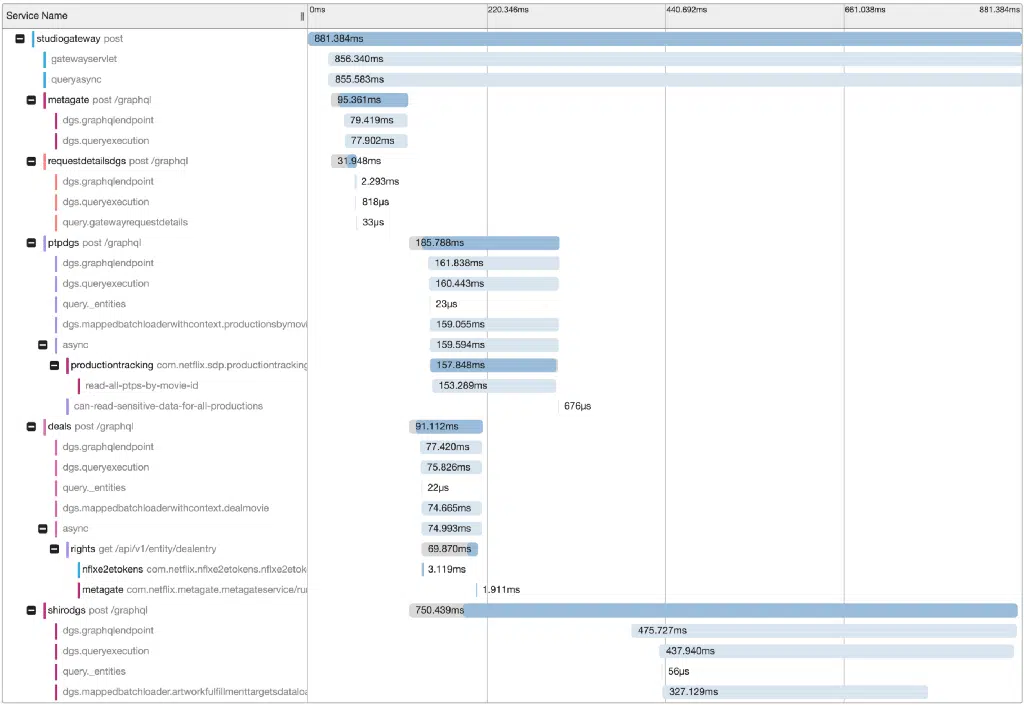 Service Name
0ms 220.346ms 440.692ms 661.038ms 881.384ms
studiogateway post 881.384ms
gatewayservlet 856.340ms
queryasync 855.583ms
metagate post /graphql 95.361ms
dgs.graphqlendpoint 79.419ms
dgs.queryexecution 77.902ms
requestdetailsdgs post /graphql 31.948ms
dgs.graphqlendpoint 2.293ms
dgs.queryexecution 818µs
query.gatewayrequestdetails 33µs
ptpdgs post /graphql 185.788ms
dgs.graphqlendpoint 161.838ms
dgs.queryexecution 160.443ms
query._entities 23µs
dgs.mappedbatchloaderwithcontext.productionsbymovi 159.055ms
async 159.594ms
productiontracking com.netflix.sdp.productiontracking 157.848ms
read-all-ptps-by-movie-id 153.289ms
can-read-sensitive-data-for-all-productions 676µs
deals post /graphql 91.112ms
dgs.graphqlendpoint 77.420ms
dgs.queryexecution 75.826ms
query._entities 22µs
dgs.mappedbatchloaderwithcontext.dealmovie 74.665ms
async 74.993ms
rights get /api/v1/entity/dealentry 69.870ms
nflxe2etokens com.netflix.nflxe2etokens.nflxe2etok 3.119ms
metagate com.netflix.metagate.metagateservice/ru 1.911ms
shirodgs post /graphql 750.439ms
dgs.graphqlendpoint 475.727ms
dgs.queryexecution 437.940ms
query._entities 56µs
dgs.mappedbatchloader.artworkfulfillmenttargetsdataloa 327.129ms